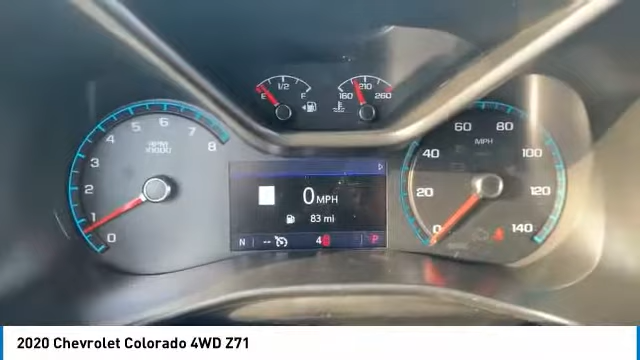 1/2
E F
210
160 260
5 6 7 8
4
3
2
1
0
RPM
X1000
0 MPH
83 mi
N -- 4 P
60 80
MPH
40 100
20 120
0 140
2020 Chevrolet Colorado 4WD Z71